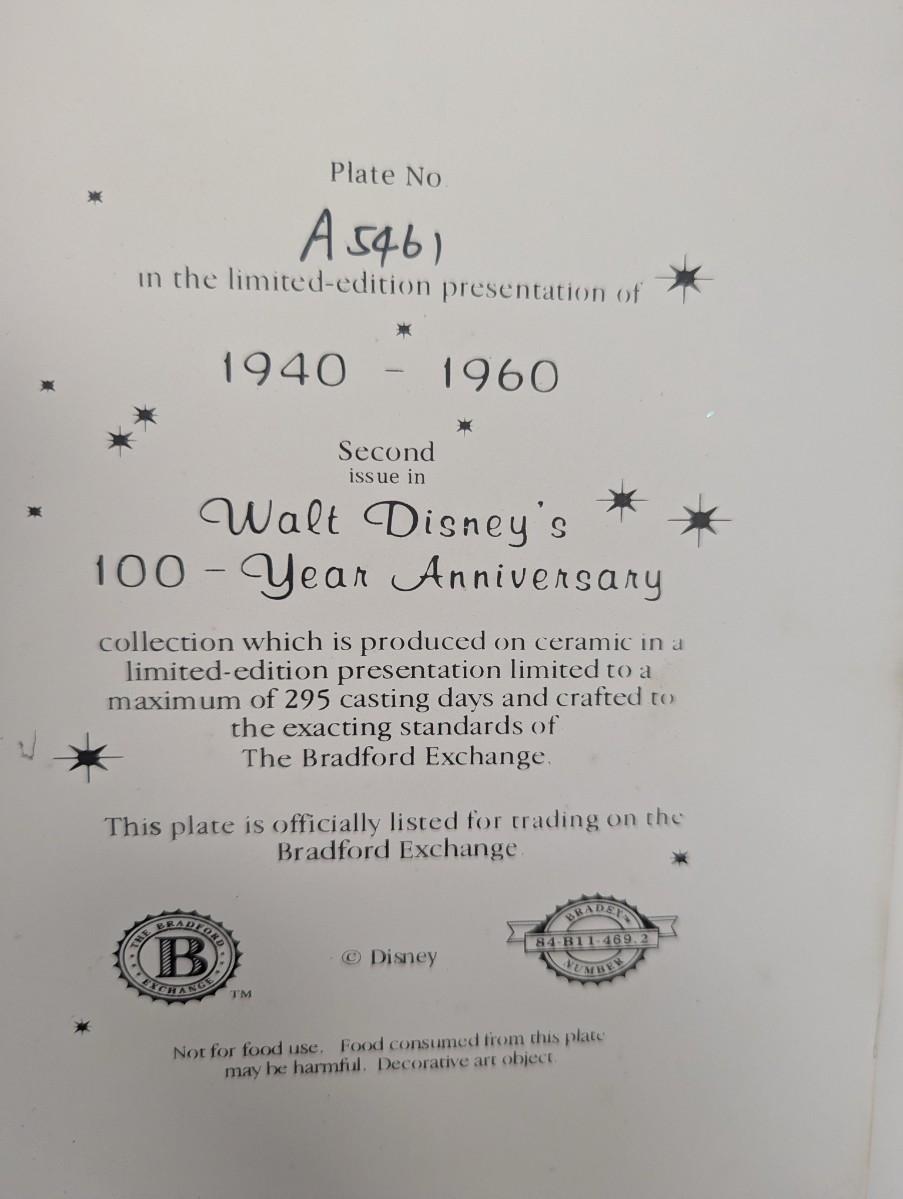 Plate No.
A5461
in the limited-edition presentation of
1940 - 1960
Second
issue in
Walt Disney's
100 - Year Anniversary
collection which is produced on ceramic in a
limited-edition presentation limited to a
maximum of 295 casting days and crafted to
the exacting standards of
The Bradford Exchange.
This plate is officially listed for trading on the
Bradford Exchange.
THE BRADFORD
B
EXCHANGE
TM
© Disney
BRADEX™
84-B11-469.2
NUMBER
Not for food use. Food consumed from this plate
may be harmful. Decorative art object.